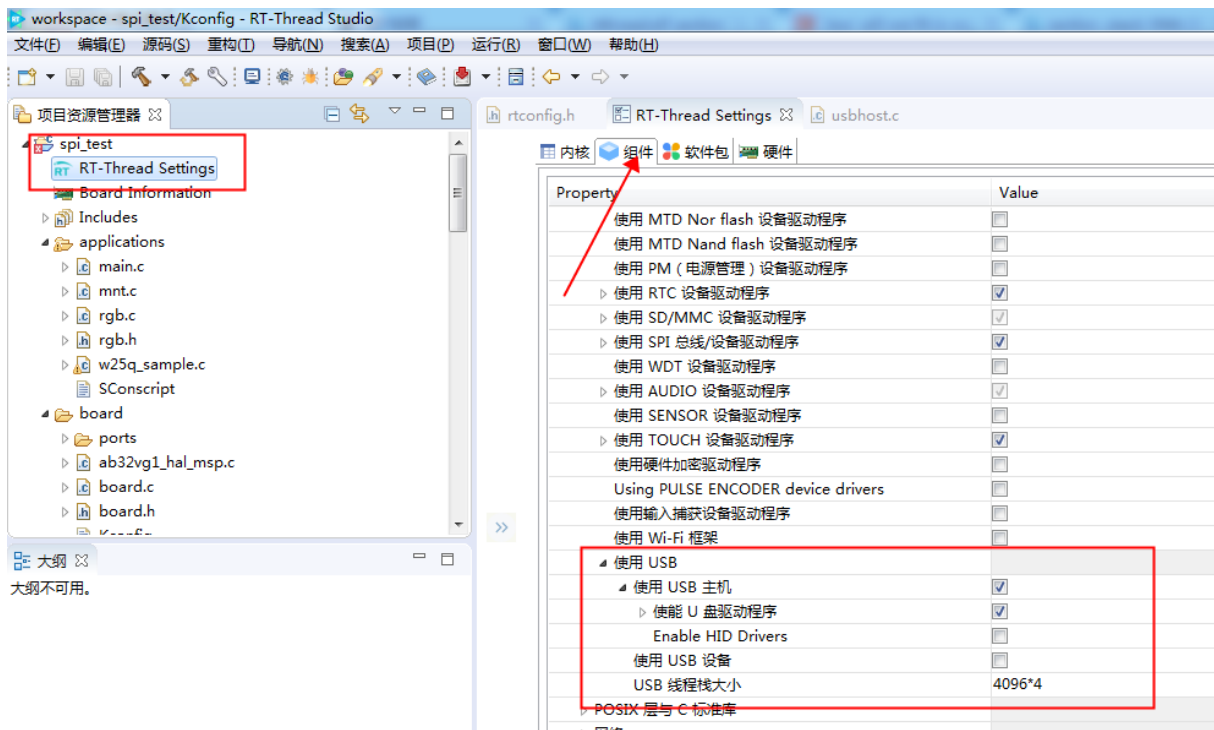 workspace - spi_test/Kconfig - RT-Thread Studio
文件(F) 编辑(E) 源码(S) 重构(T) 导航(N) 搜索(A) 项目(P) 运行(R) 窗口(W) 帮助(H)
项目资源管理器
spi_test
RT-Thread Settings
Board Information
Includes
applications
main.c
mnt.c
rgb.c
rgb.h
w25q_sample.c
SConscript
board
ports
ab32vg1_hal_msp.c
board.c
board.h
Kconfig
大纲
大纲不可用。
rtconfig.h RT-Thread Settings usbhost.c
内核 组件 软件包 硬件
Property Value
使用 MTD Nor flash 设备驱动程序
使用 MTD Nand flash 设备驱动程序
使用 PM ( 电源管理 ) 设备驱动程序
使用 RTC 设备驱动程序
使用 SD/MMC 设备驱动程序
使用 SPI 总线/设备驱动程序
使用 WDT 设备驱动程序
使用 AUDIO 设备驱动程序
使用 SENSOR 设备驱动程序
使用 TOUCH 设备驱动程序
使用硬件加密驱动程序
Using PULSE ENCODER device drivers
使用输入捕获设备驱动程序
使用 Wi-Fi 框架
使用 USB
使用 USB 主机
使能 U 盘驱动程序
Enable HID Drivers
使用 USB 设备
USB 线程栈大小 4096*4
POSIX 层与 C 标准库